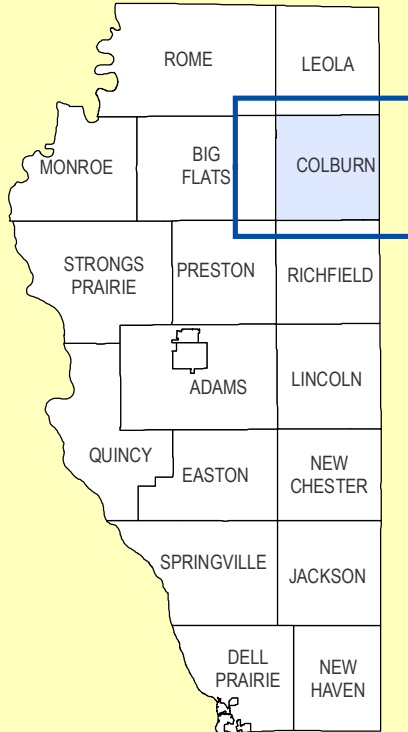 ROME
LEOLA
MONROE
BIG
FLATS
COLBURN
STRONGS
PRAIRIE
PRESTON
RICHFIELD
ADAMS
LINCOLN
QUINCY
EASTON
NEW
CHESTER
SPRINGVILLE
JACKSON
DELL
PRAIRIE
NEW
HAVEN